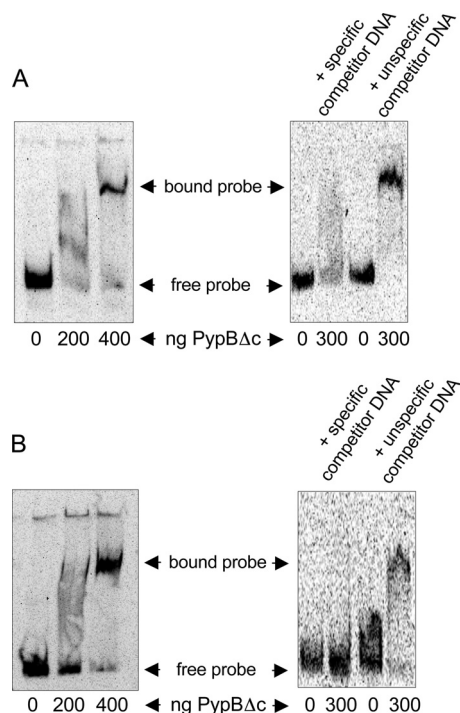 A
+ specific
competitor DNA
+ unspecific
competitor DNA
bound probe
free probe
0 200 400 ng PypBΔc 0 300 0 300
B
+ specific
competitor DNA
+ unspecific
competitor DNA
bound probe
free probe
0 200 400 ng PypBΔc 0 300 0 300